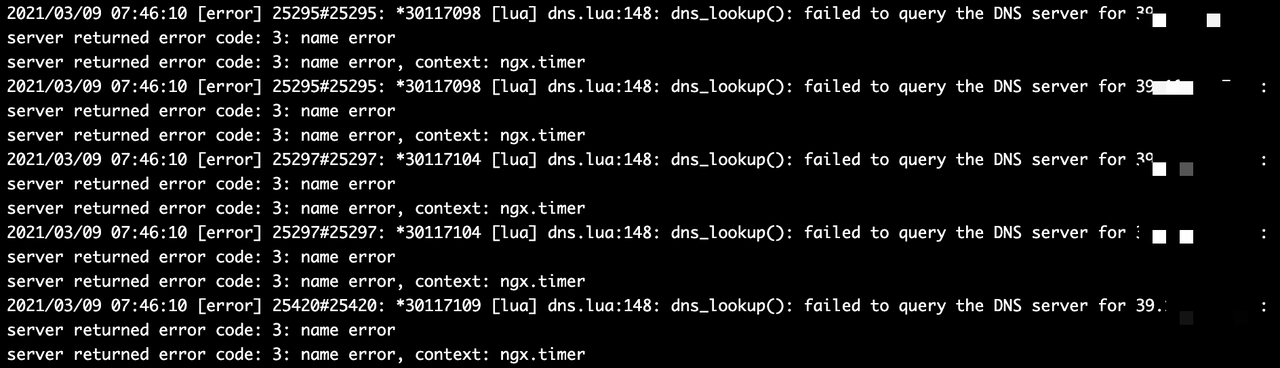 2021/03/09 07:46:10 [error] 25295#25295: *30117098 [lua] dns.lua:148: dns_lookup(): failed to query the DNS server for 39
server returned error code: 3: name error
server returned error code: 3: name error, context: ngx.timer
2021/03/09 07:46:10 [error] 25295#25295: *30117098 [lua] dns.lua:148: dns_lookup(): failed to query the DNS server for 39 :
server returned error code: 3: name error
server returned error code: 3: name error, context: ngx.timer
2021/03/09 07:46:10 [error] 25297#25297: *30117104 [lua] dns.lua:148: dns_lookup(): failed to query the DNS server for 39 :
server returned error code: 3: name error
server returned error code: 3: name error, context: ngx.timer
2021/03/09 07:46:10 [error] 25297#25297: *30117104 [lua] dns.lua:148: dns_lookup(): failed to query the DNS server for :
server returned error code: 3: name error
server returned error code: 3: name error, context: ngx.timer
2021/03/09 07:46:10 [error] 25420#25420: *30117109 [lua] dns.lua:148: dns_lookup(): failed to query the DNS server for 39. :
server returned error code: 3: name error
server returned error code: 3: name error, context: ngx.timer